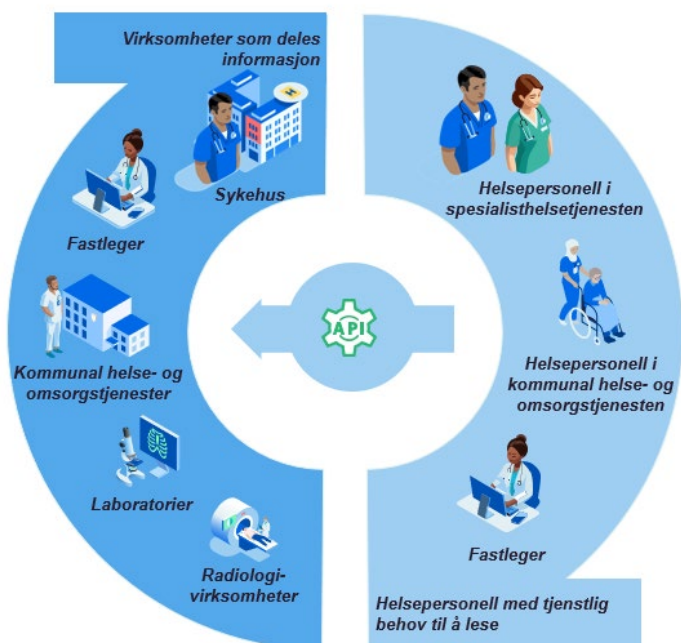 Virksomheter som deles
informasjon
Sykehus
Fastleger
Kommunal helse- og
omsorgstjenester
Laboratorier
Radiologi-
virksomheter
API
Helsepersonell i
spesialisthelsetjenesten
Helsepersonell i
kommunal helse- og
omsorgstjenesten
Fastleger
Helsepersonell med tjenstlig
behov til å lese